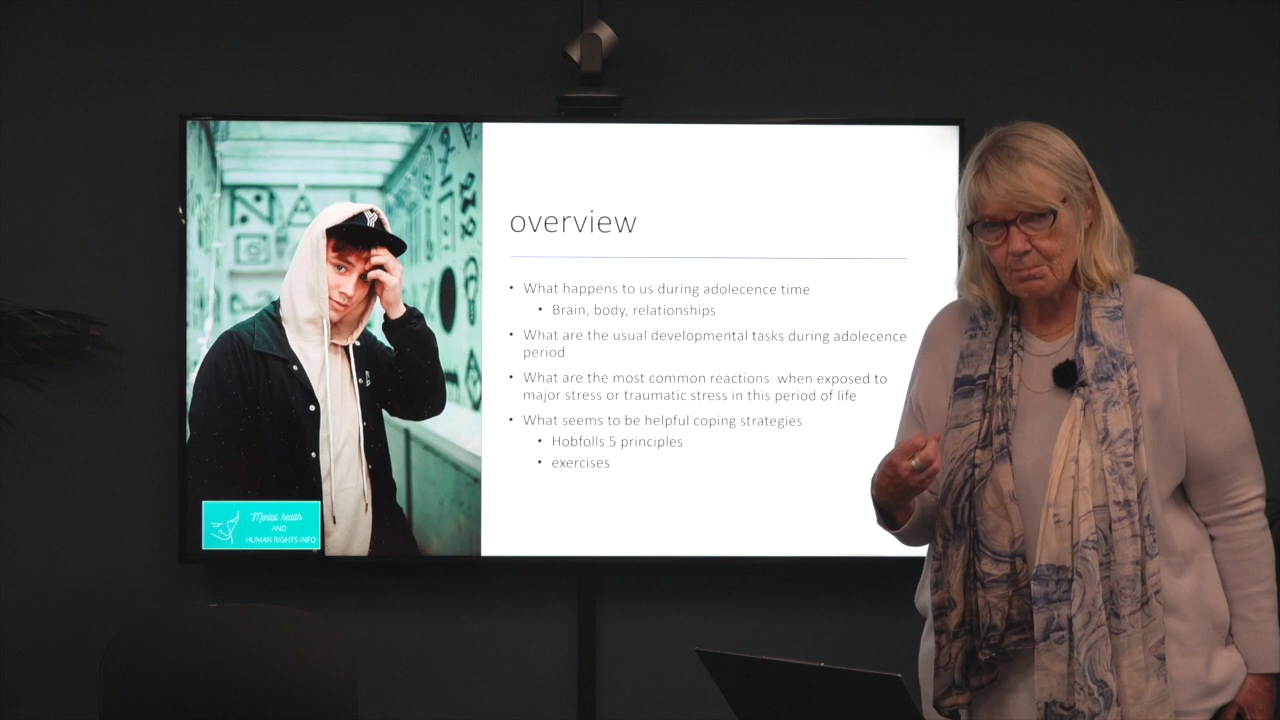 overview
• What happens to us during adolecence time
• Brain, body, relationships
• What are the usual developmental tasks during adolecence
period
• What are the most common reactions when exposed to
major stress or traumatic stress in this period of life
• What seems to be helpful coping strategies
• Hobfolls 5 principles
• exercises
Mental health
AND
HUMAN RIGHTS INFO